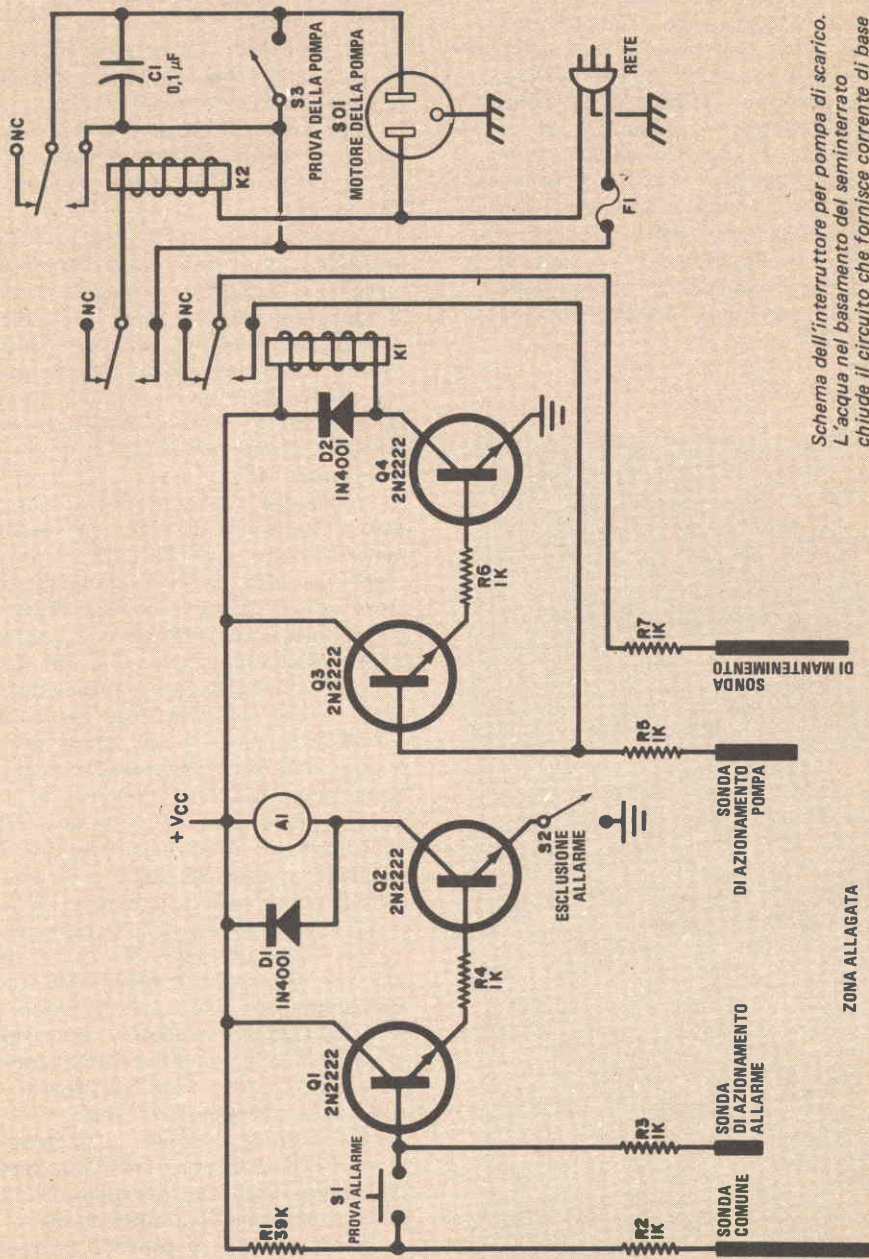 NC
C1
0,1 µF
S3
PROVA DELLA POMPA
SO1
MOTORE DELLA POMPA
RETE
K2
F1
NC
NC
K1
D2
1N4001
Q4
2N2222
R6
1K
Q3
2N2222
R7
1K
SONDA
DI MANTENIMENTO
R5
1K
SONDA
DI AZIONAMENTO
POMPA
+ VCC
A1
D1
1N4001
Q2
2N2222
S2
ESCLUSIONE
ALLARME
R4
1K
Q1
2N2222
S1
PROVA ALLARME
R3
1K
SONDA
DI AZIONAMENTO
ALLARME
R1
39K
R2
1K
SONDA
COMUNE
ZONA ALLAGATA
Schema dell'interruttore per pompa di scarico.
L'acqua nel basamento del seminterrato
chiude il circuito che fornisce corrente di base